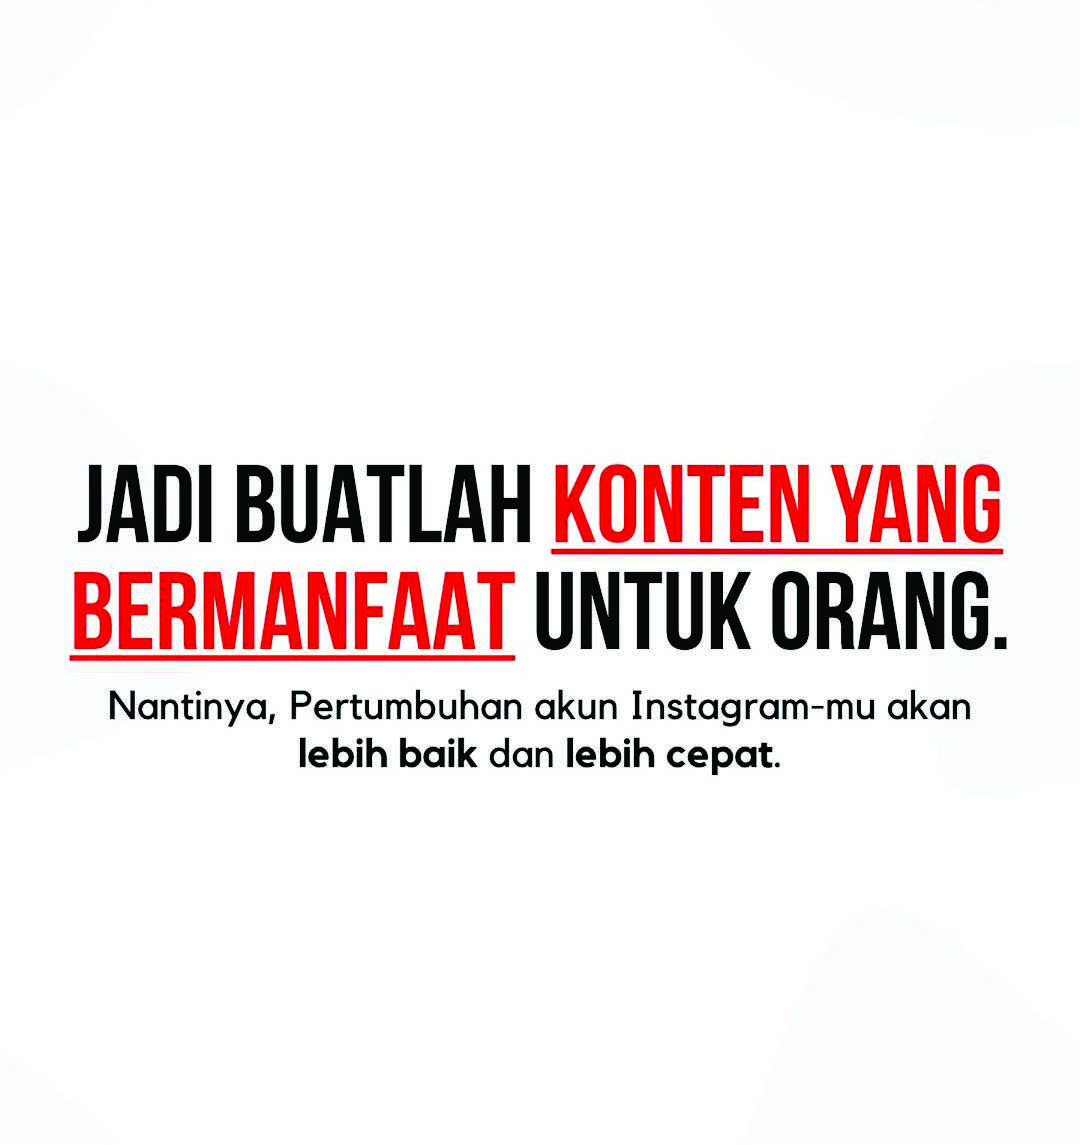 JADI BUATLAH KONTEN YANG
BERMANFAAT UNTUK ORANG.
Nantinya, Pertumbuhan akun Instagram-mu akan
lebih baik dan lebih cepat.